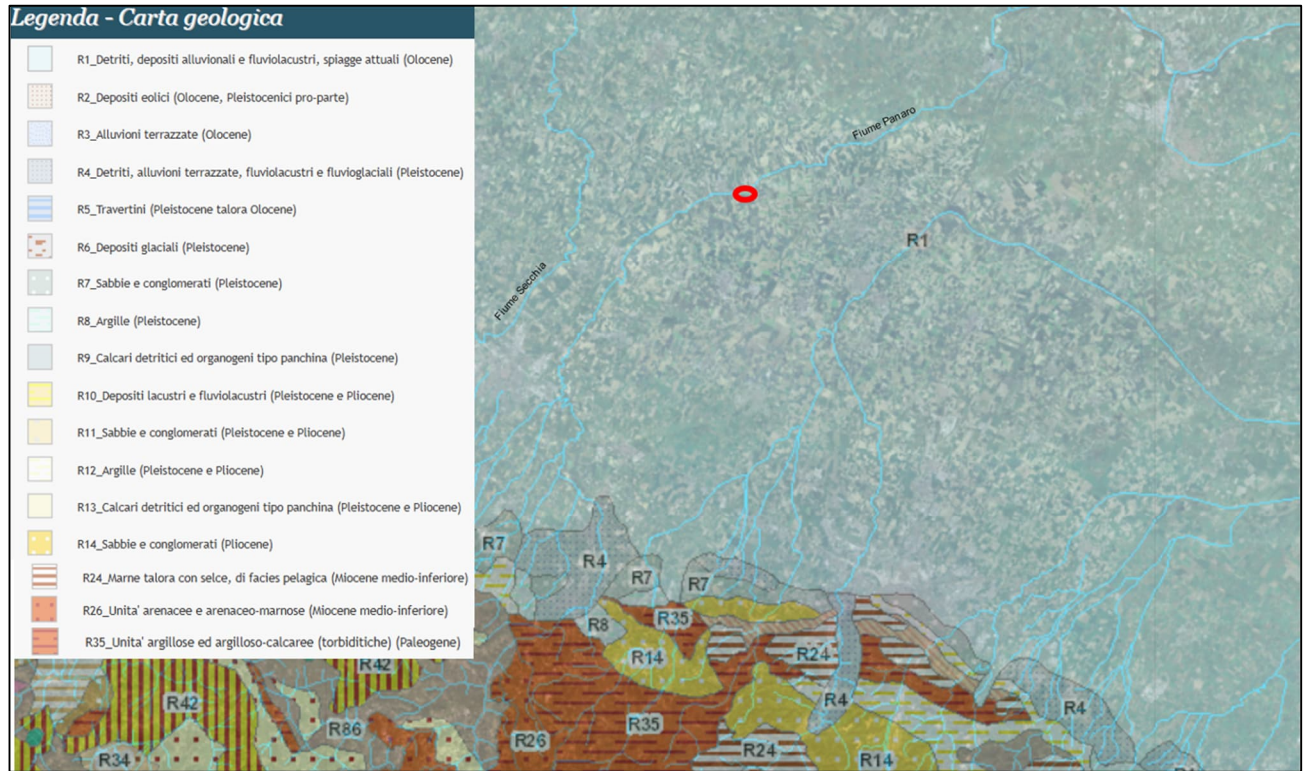 Legenda - Carta geologica
R1_Detriti, depositi alluvionali e fluviolacustri, spiagge attuali (Olocene)
R2_Depositi eolici (Olocene, Pleistocenici pro-parte)
R3_Alluvioni terrazzate (Olocene)
R4_Detriti, alluvioni terrazzate, fluviolacustri e fluvioglaciali (Pleistocene)
R5_Travertini (Pleistocene talora Olocene)
R6_Depositi glaciali (Pleistocene)
R7_Sabbie e conglomerati (Pleistocene)
R8_Argille (Pleistocene)
R9_Calcari detritici ed organogeni tipo panchina (Pleistocene)
R10_Depositi lacustri e fluviolacustri (Pleistocene e Pliocene)
R11_Sabbie e conglomerati (Pleistocene e Pliocene)
R12_Argille (Pleistocene e Pliocene)
R13_Calcari detritici ed organogeni tipo panchina (Pleistocene e Pliocene)
R14_Sabbie e conglomerati (Pliocene)
R24_Marne talora con selce, di facies pelagica (Miocene medio-inferiore)
R26_Unita' arenacee e arenaceo-marnose (Miocene medio-inferiore)
R35_Unita' argillose ed argilloso-calcaree (torbiditiche) (Paleogene)
Fiume Panaro
Fiume Secchia
R1
R7
R4
R7
R7
R8
R35
R14
R24
R42
R42
R4
R4
R86
R35
R26
R24
R14
R34